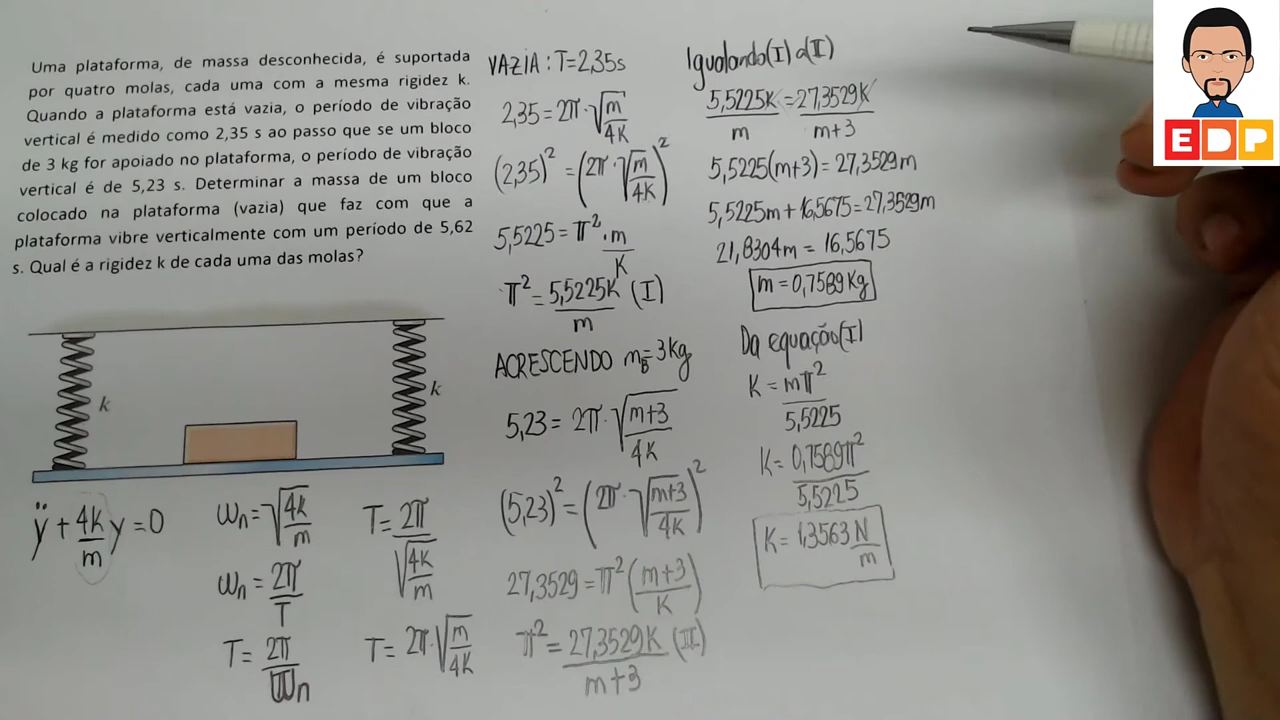 Uma plataforma, de massa desconhecida, é suportada
por quatro molas, cada uma com a mesma rigidez k.
Quando a plataforma está vazia, o período de vibração
vertical é medido como 2,35 s ao passo que se um bloco
de 3 kg for apoiado no plataforma, o período de vibração
vertical é de 5,23 s. Determinar a massa de um bloco
colocado na plataforma (vazia) que faz com que a
plataforma vibre verticalmente com um período de 5,62
s. Qual é a rigidez k de cada uma das molas?
k
k
ÿ + 4k/m y = 0
ωn = √(4k/m)
ωn = 2π/T
T = 2π/ωn
T = 2π/√(4k/m)
T = 2π·√(m/4K)
VAZIA : T = 2,35s
2,35 = 2π·√(m/4K)
(2,35)² = (2π·√(m/4K))²
5,5225 = π²·m/K
π² = 5,5225K/m (I)
ACRESCENDO mB = 3kg
5,23 = 2π·√(m+3/4K)
(5,23)² = (2π·√(m+3/4K))²
27,3529 = π²(m+3/K)
π² = 27,3529K/m+3 (II)
Igualando (I) a (II)
5,5225K/m = 27,3529K/m+3
5,5225(m+3) = 27,3529m
5,5225m + 16,5675 = 27,3529m
21,8304m = 16,5675
m = 0,7589 Kg
Da equação (I)
K = mπ²/5,5225
K = 0,7589π²/5,5225
K = 1,3563 N/m
EDP